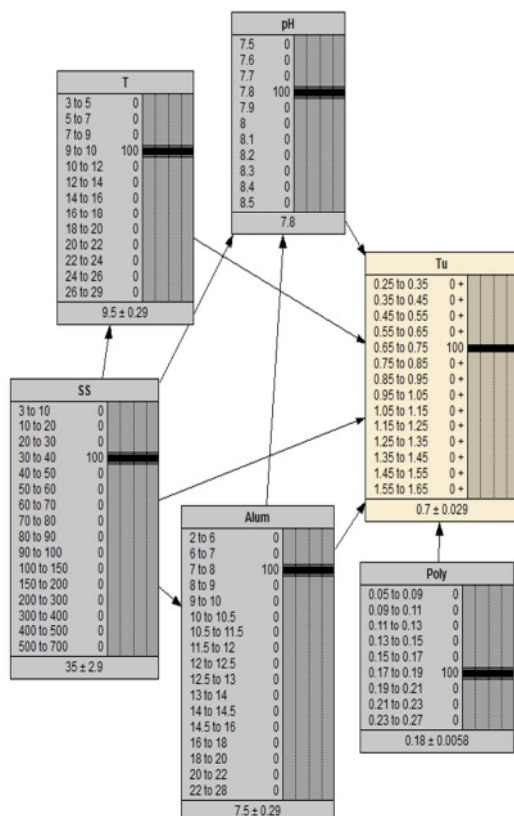 pH
7.5 0
7.6 0
7.7 0
7.8 100
7.9 0
8 0
8.1 0
8.2 0
8.3 0
8.4 0
8.5 0
7.8
T
3 to 5 0
5 to 7 0
7 to 9 0
9 to 10 100
10 to 12 0
12 to 14 0
14 to 16 0
16 to 18 0
18 to 20 0
20 to 22 0
22 to 24 0
24 to 26 0
26 to 29 0
9.5 ± 0.29
Tu
0.25 to 0.35 0 +
0.35 to 0.45 0 +
0.45 to 0.55 0 +
0.55 to 0.65 0 +
0.65 to 0.75 100
0.75 to 0.85 0 +
0.85 to 0.95 0 +
0.95 to 1.05 0 +
1.05 to 1.15 0 +
1.15 to 1.25 0 +
1.25 to 1.35 0 +
1.35 to 1.45 0 +
1.45 to 1.55 0 +
1.55 to 1.65 0 +
0.7 ± 0.029
SS
3 to 10 0
10 to 20 0
20 to 30 0
30 to 40 100
40 to 50 0
50 to 60 0
60 to 70 0
70 to 80 0
80 to 90 0
90 to 100 0
100 to 150 0
150 to 200 0
200 to 300 0
300 to 400 0
400 to 500 0
500 to 700 0
35 ± 2.9
Alum
2 to 6 0
6 to 7 0
7 to 8 100
8 to 9 0
9 to 10 0
10 to 10.5 0
10.5 to 11.5 0
11.5 to 12 0
12 to 12.5 0
12.5 to 13 0
13 to 14 0
14 to 14.5 0
14.5 to 16 0
16 to 18 0
18 to 20 0
20 to 22 0
22 to 28 0
7.5 ± 0.29
Poly
0.05 to 0.09 0
0.09 to 0.11 0
0.11 to 0.13 0
0.13 to 0.15 0
0.15 to 0.17 0
0.17 to 0.19 100
0.19 to 0.21 0
0.21 to 0.23 0
0.23 to 0.27 0
0.18 ± 0.0058